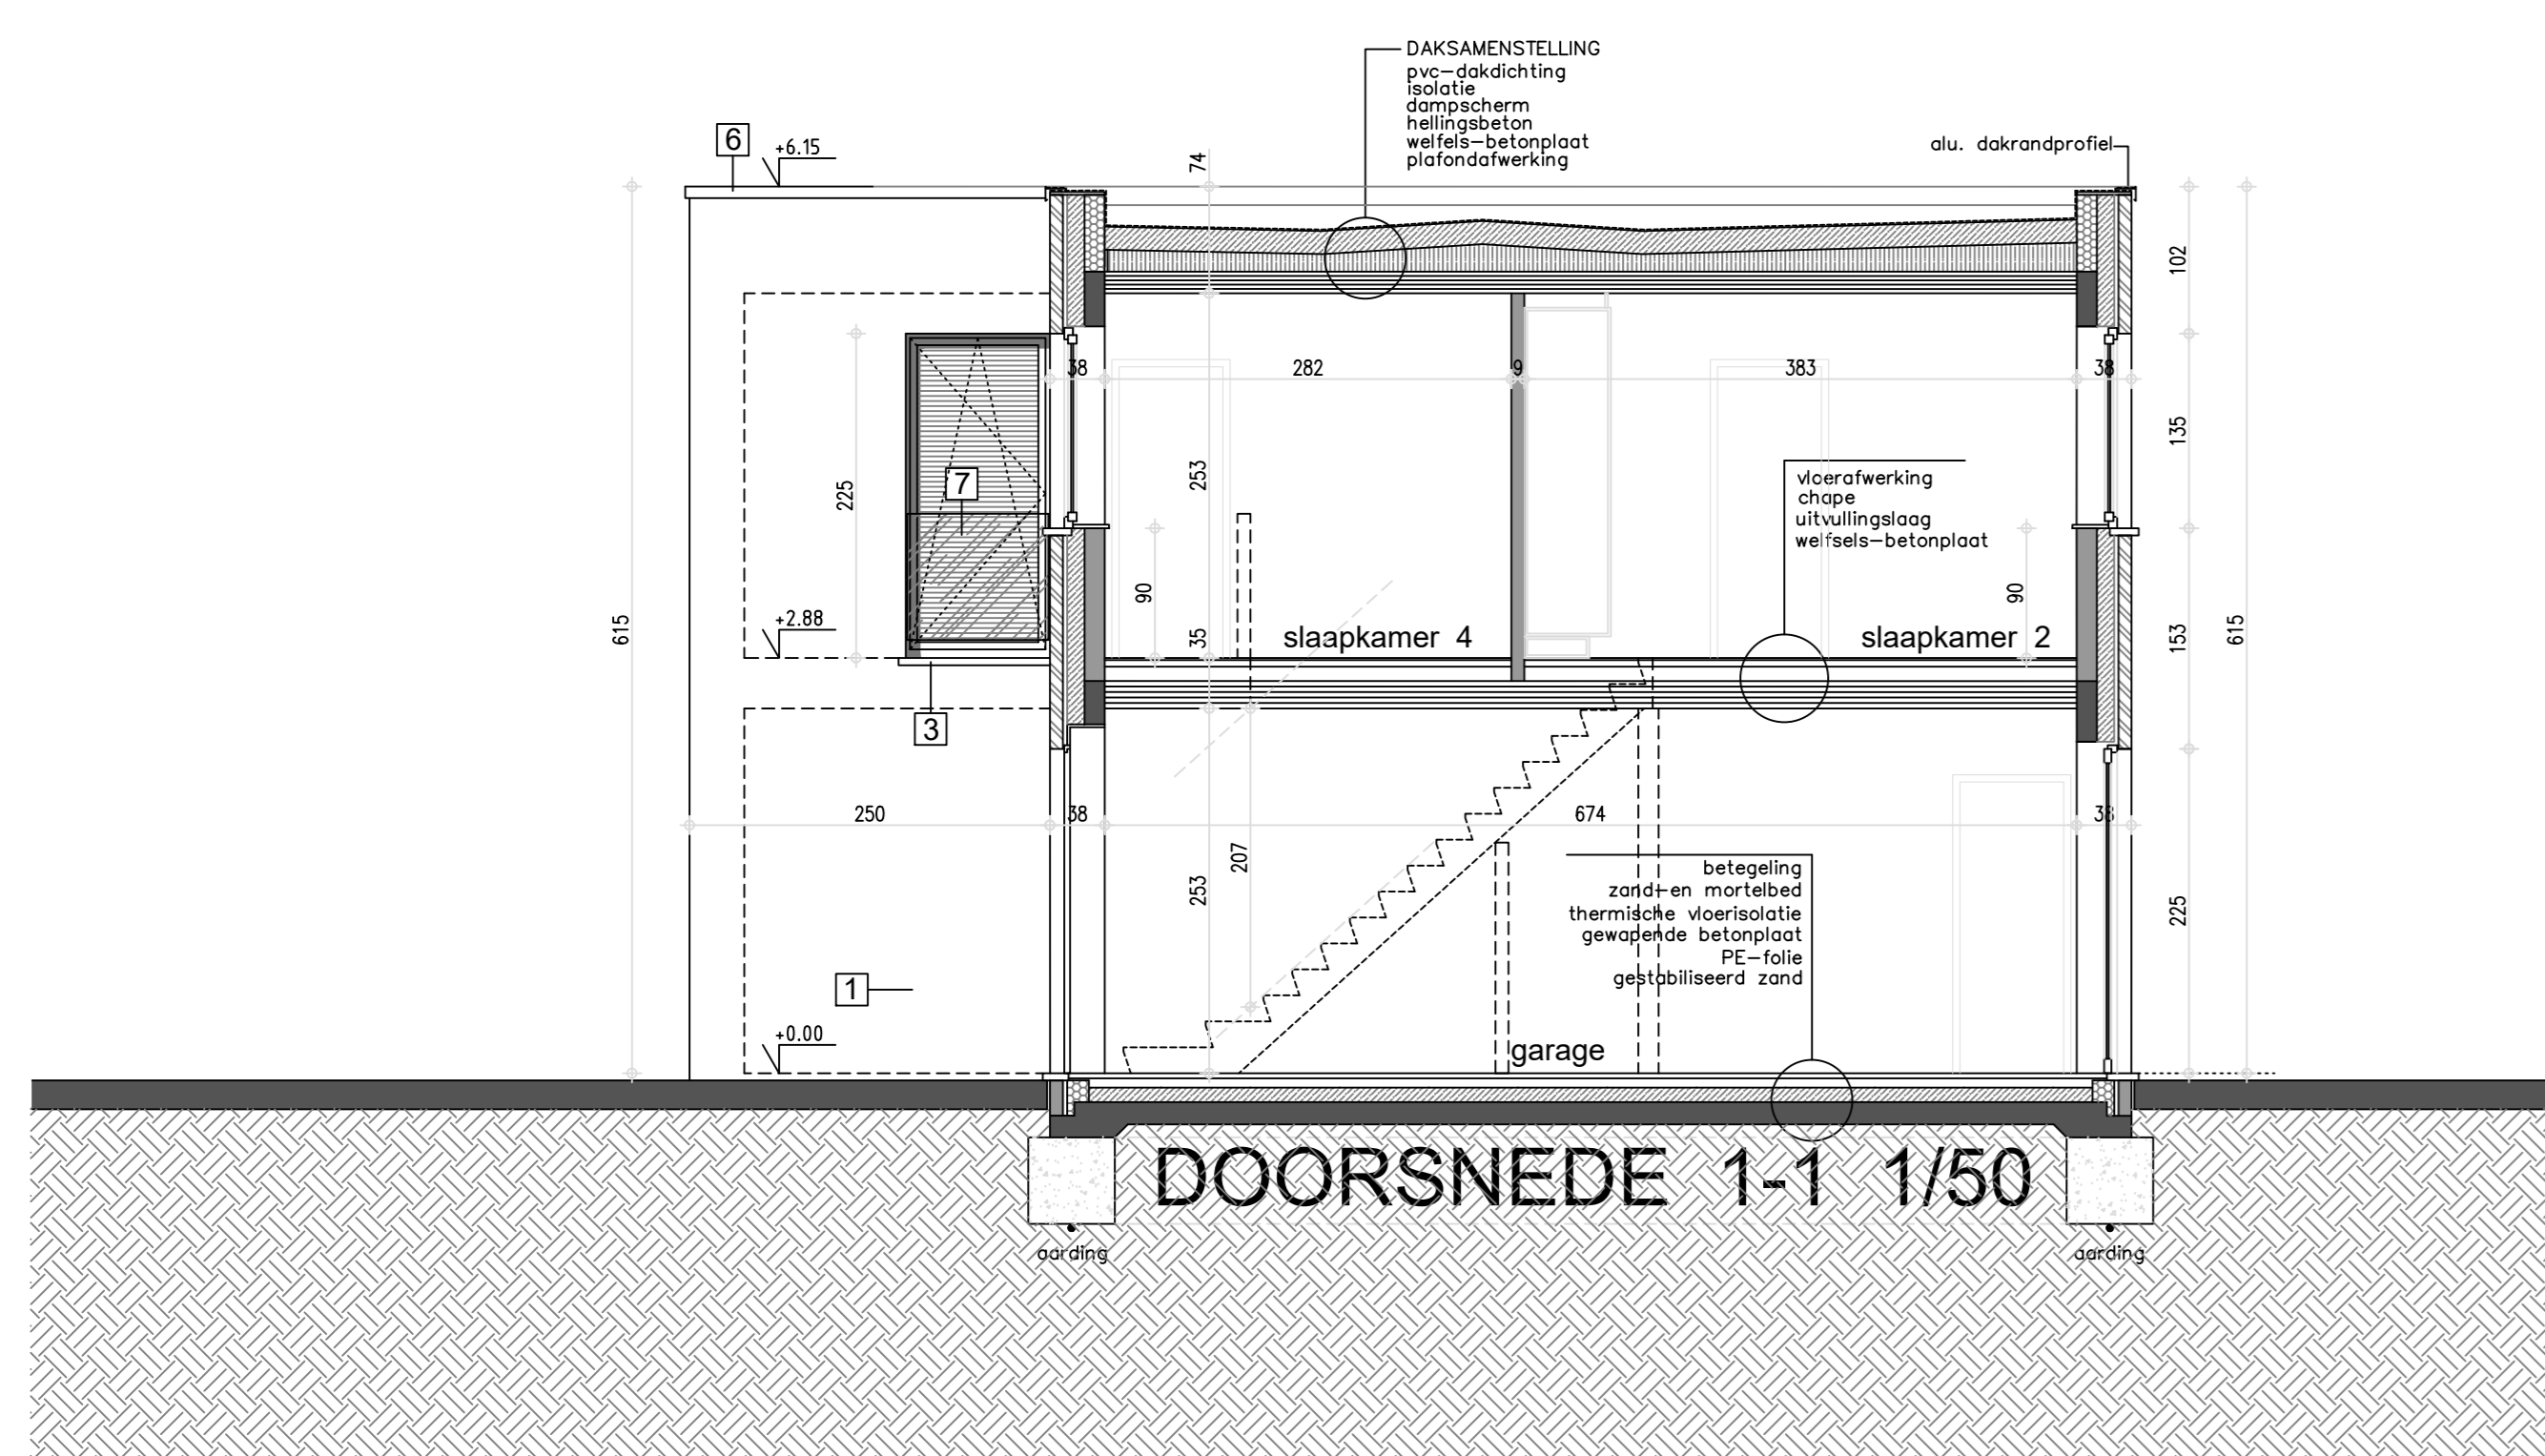 DAKSAMENSTELLING
pvc-dakdichting
isolatie
dampscherm
hellingsbeton
welfels-betonplaat
plafondafwerking
alu. dakrandprofiel
6
+6.15
74
102
38
282
9
383
38
135
225
7
253
vloerafwerking
chape
uitvullingslaag
welfsels-betonplaat
90
90
615
+2.88
35
slaapkamer 4
slaapkamer 2
153
615
3
250
38
674
38
207
253
225
betegeling
zand-en mortelbed
thermische vloerisolatie
gewapende betonplaat
PE-folie
gestabiliseerd zand
1
+0.00
garage
DOORSNEDE 1-1 1/50
aarding
aarding